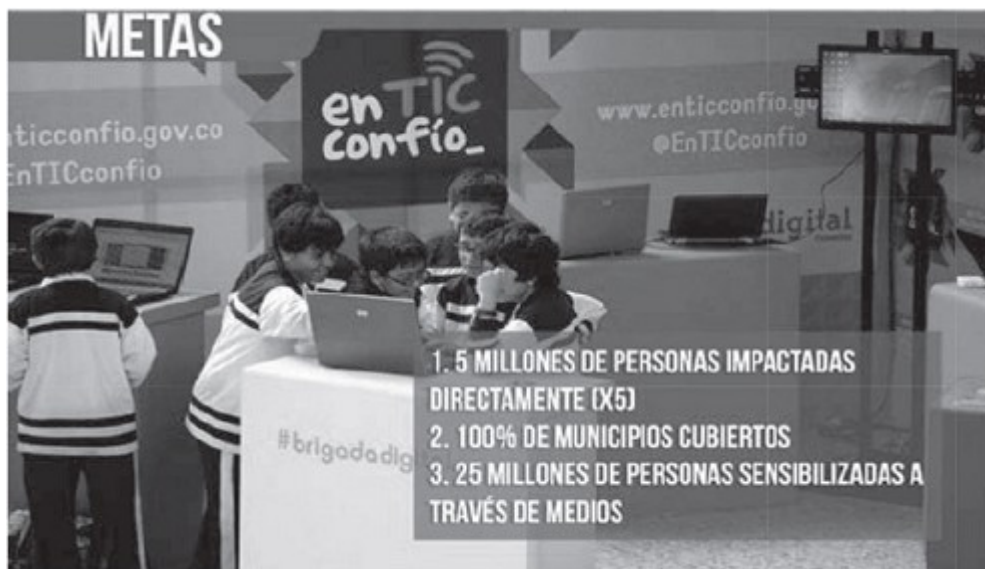 METAS
enTIC
confío_
nticconfio.gov.co
EnTICconfio
www.enticconfio.go
@EnTICconfio
digital
#brigadadig
1. 5 MILLONES DE PERSONAS IMPACTADAS
DIRECTAMENTE (X5)
2. 100% DE MUNICIPIOS CUBIERTOS
3. 25 MILLONES DE PERSONAS SENSIBILIZADAS A
TRAVÉS DE MEDIOS